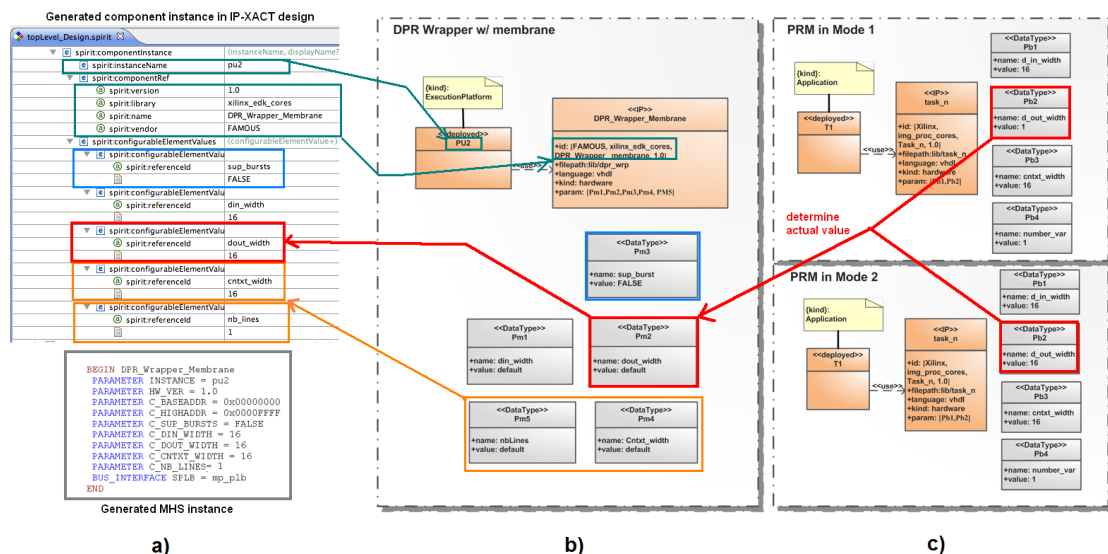 Generated component instance in IP-XACT design
topLevel_Design.spirit
spirit:componentInstance (instanceName, displayName?
spirit:instanceName pu2
spirit:componentRef
spirit:version 1.0
spirit:library xilinx_edk_cores
spirit:name DPR_Wrapper_Membrane
spirit:vendor FAMOUS
spirit:configurableElementValues (configurableElementValue+)
spirit:configurableElementValu
spirit:referenceId sup_bursts
FALSE
spirit:configurableElementValu
spirit:referenceId din_width
16
spirit:configurableElementValu
spirit:referenceId dout_width
16
spirit:configurableElementValu
spirit:referenceId cntxt_width
16
spirit:configurableElementValu
spirit:referenceId nb_lines
1
BEGIN DPR_Wrapper_Membrane
PARAMETER INSTANCE = pu2
PARAMETER HW_VER = 1.0
PARAMETER C_BASEADDR = 0x00000000
PARAMETER C_HIGHADDR = 0x0000FFFF
PARAMETER C_SUP_BURSTS = FALSE
PARAMETER C_DIN_WIDTH = 16
PARAMETER C_DOUT_WIDTH = 16
PARAMETER C_CNTXT_WIDTH = 16
PARAMETER C_NB_LINES= 1
BUS_INTERFACE SPLB = mp_plb
END
Generated MHS instance
a)
DPR Wrapper w/ membrane
{kind}:
ExecutionPlatform
<<deployed>>
PU2
<<use>>
<<IP>>
DPR_Wrapper_Membrane
+id: |FAMOUS, xilinx_edk_cores,
DPR_Wrapper_membrane, 1.0|
+filepath:lib/dpr_wrp
+language: vhdl
+kind: hardware
+param: |Pm1,Pm2,Pm3,Pm4, PM5|
<<DataType>>
Pm3
+name: sup_burst
+value: FALSE
<<DataType>>
Pm1
+name: din_width
+value: default
<<DataType>>
Pm2
+name: dout_width
+value: default
<<DataType>>
Pm5
+name: nbLines
+value: default
<<DataType>>
Pm4
+name: Cntxt_width
+value: default
b)
PRM in Mode 1
{kind}:
Application
<<deployed>>
T1
<<use>>
<<IP>>
task_n
+id: |Xilinx,
img_proc_cores,
Task_n, 1.0|
+filepath:lib/task_n
+language: vhdl
+kind: hardware
+param: |Pb1,Pb2|
<<DataType>>
Pb1
+name: d_in_width
+value: 16
<<DataType>>
Pb2
+name: d_out_width
+value: 1
<<DataType>>
Pb3
+name: cntxt_width
+value: 16
<<DataType>>
Pb4
+name: number_var
+value: 1
determine
actual value
PRM in Mode 2
{kind}:
Application
<<deployed>>
T1
<<use>>
<<IP>>
task_n
+id: |Xilinx,
img_proc_cores,
Task_n, 1.0|
+filepath:lib/task_n
+language: vhdl
+kind: hardware
+param: |Pb1,Pb2|
<<DataType>>
Pb1
+name: d_in_width
+value: 16
<<DataType>>
Pb2
+name: d_out_width
+value: 16
<<DataType>>
Pb3
+name: cntxt_width
+value: 16
<<DataType>>
Pb4
+name: number_var
+value: 1
c)